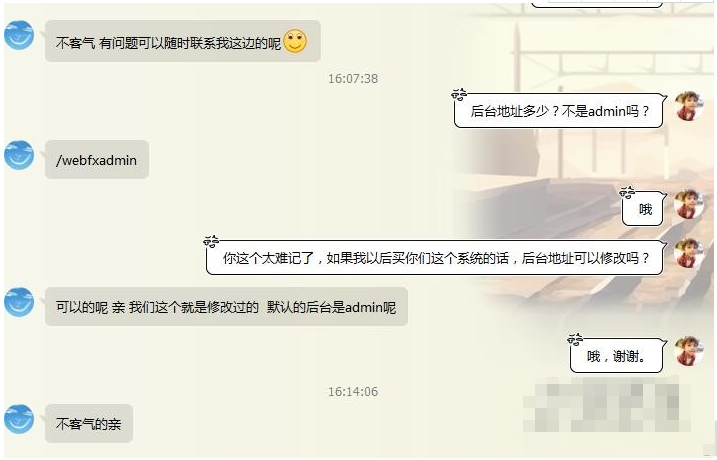 不客气 有问题可以随时联系我这边的呢
16:07:38
后台地址多少？不是admin吗？
/webfxadmin
哦
你这个太难记了，如果我以后买你们这个系统的话，后台地址可以修改吗？
可以的呢 亲 我们这个就是修改过的 默认的后台是admin呢
哦，谢谢。
16:14:06
不客气的亲